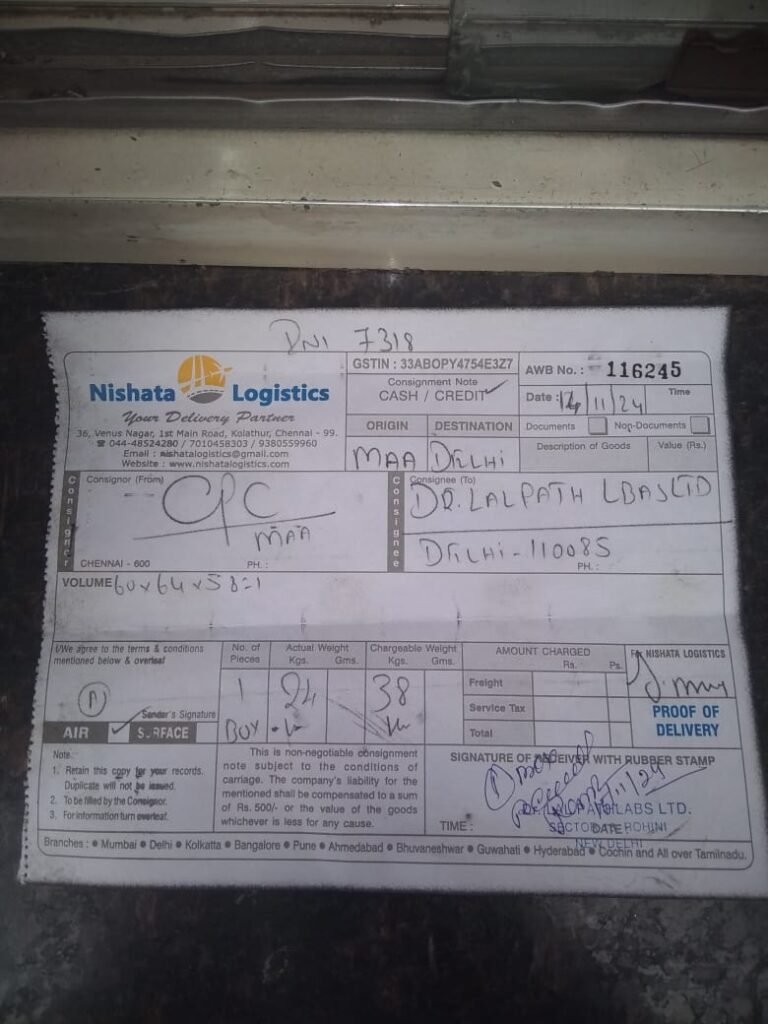 DNI 7318
Nishata Logistics
Your Delivery Partner
36, Venus Nagar, 1st Main Road, Kolathur, Chennai - 99.
☎ 044-48524280 / 7010458303 / 9380559960
Email : nishatalogistics@gmail.com
Website : www.nishatalogistics.com
GSTIN : 33ABOPY4754E3Z7
Consignment Note
CASH / CREDIT ✓
ORIGIN DESTINATION
MAA DELHI
AWB No. : 116245
Date : 14/11/24 Time
Documents Non-Documents
Description of Goods Value (Rs.)
Consigner
Consignor (From)
CPC
MAA
CHENNAI - 600 PH. :
Consignee
Consignee (To)
DR. LALPATH LBAS LTD
DELHI-110085
PH. :
VOLUME 60x64x58=1
I/We agree to the terms & conditions
mentioned below & overleaf
Sender's Signature
AIR ✓ SURFACE
No. of Pieces
1
BOX
Actual Weight
Kgs. Gms.
24
Chargeable Weight
Kgs. Gms.
38
AMOUNT CHARGED
Rs. Ps.
Freight
Service Tax
Total
For NISHATA LOGISTICS
PROOF OF
DELIVERY
Note:
1. Retain this copy for your records.
Duplicate will not be issued.
2. To be filled by the Consignor.
3. For information turn overleaf.
This is non-negotiable consignment
note subject to the conditions of
carriage. The company's liability for the
mentioned shall be compensated to a sum
of Rs. 500/- or the value of the goods
whichever is less for any cause.
SIGNATURE OF RECEIVER WITH RUBBER STAMP
LABS LTD.
ROHINI
NEW DELHI
TIME : DATE
Branches : • Mumbai • Delhi • Kolkatta • Bangalore • Pune • Ahmedabad • Bhuvaneshwar • Guwahati • Hyderabad • Cochin and All over Tamilnadu.